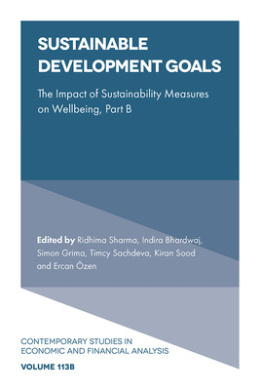 SUSTAINABLE
DEVELOPMENT GOALS
The Impact of Sustainability Measures
on Wellbeing, Part B
Edited by Ridhima Sharma, Indira Bhardwaj,
Simon Grima, Timcy Sachdeva, Kiran Sood
and Ercan Özen
CONTEMPORARY STUDIES IN
ECONOMIC AND FINANCIAL ANALYSIS
VOLUME 113B